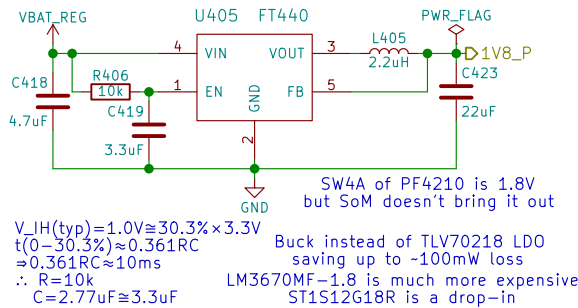 VBAT_REG
U405 FT440
PWR_FLAG
4 VIN VOUT 3
L405
2.2uH
1V8_P
C418
4.7uF
R406
10k
1 EN FB 5
GND
2
C419
3.3uF
C423
22uF
GND
SW4A of PF4210 is 1.8V
but SoM doesn't bring it out
V_IH(typ)=1.0V≅30.3%×3.3V
t(0–30.3%)≈0.361RC
⇒0.361RC≈10ms
∴ R=10k
C=2.77uF≅3.3uF
Buck instead of TLV70218 LDO
saving up to ~100mW loss
LM3670MF-1.8 is much more expensive
ST1S12G18R is a drop-in